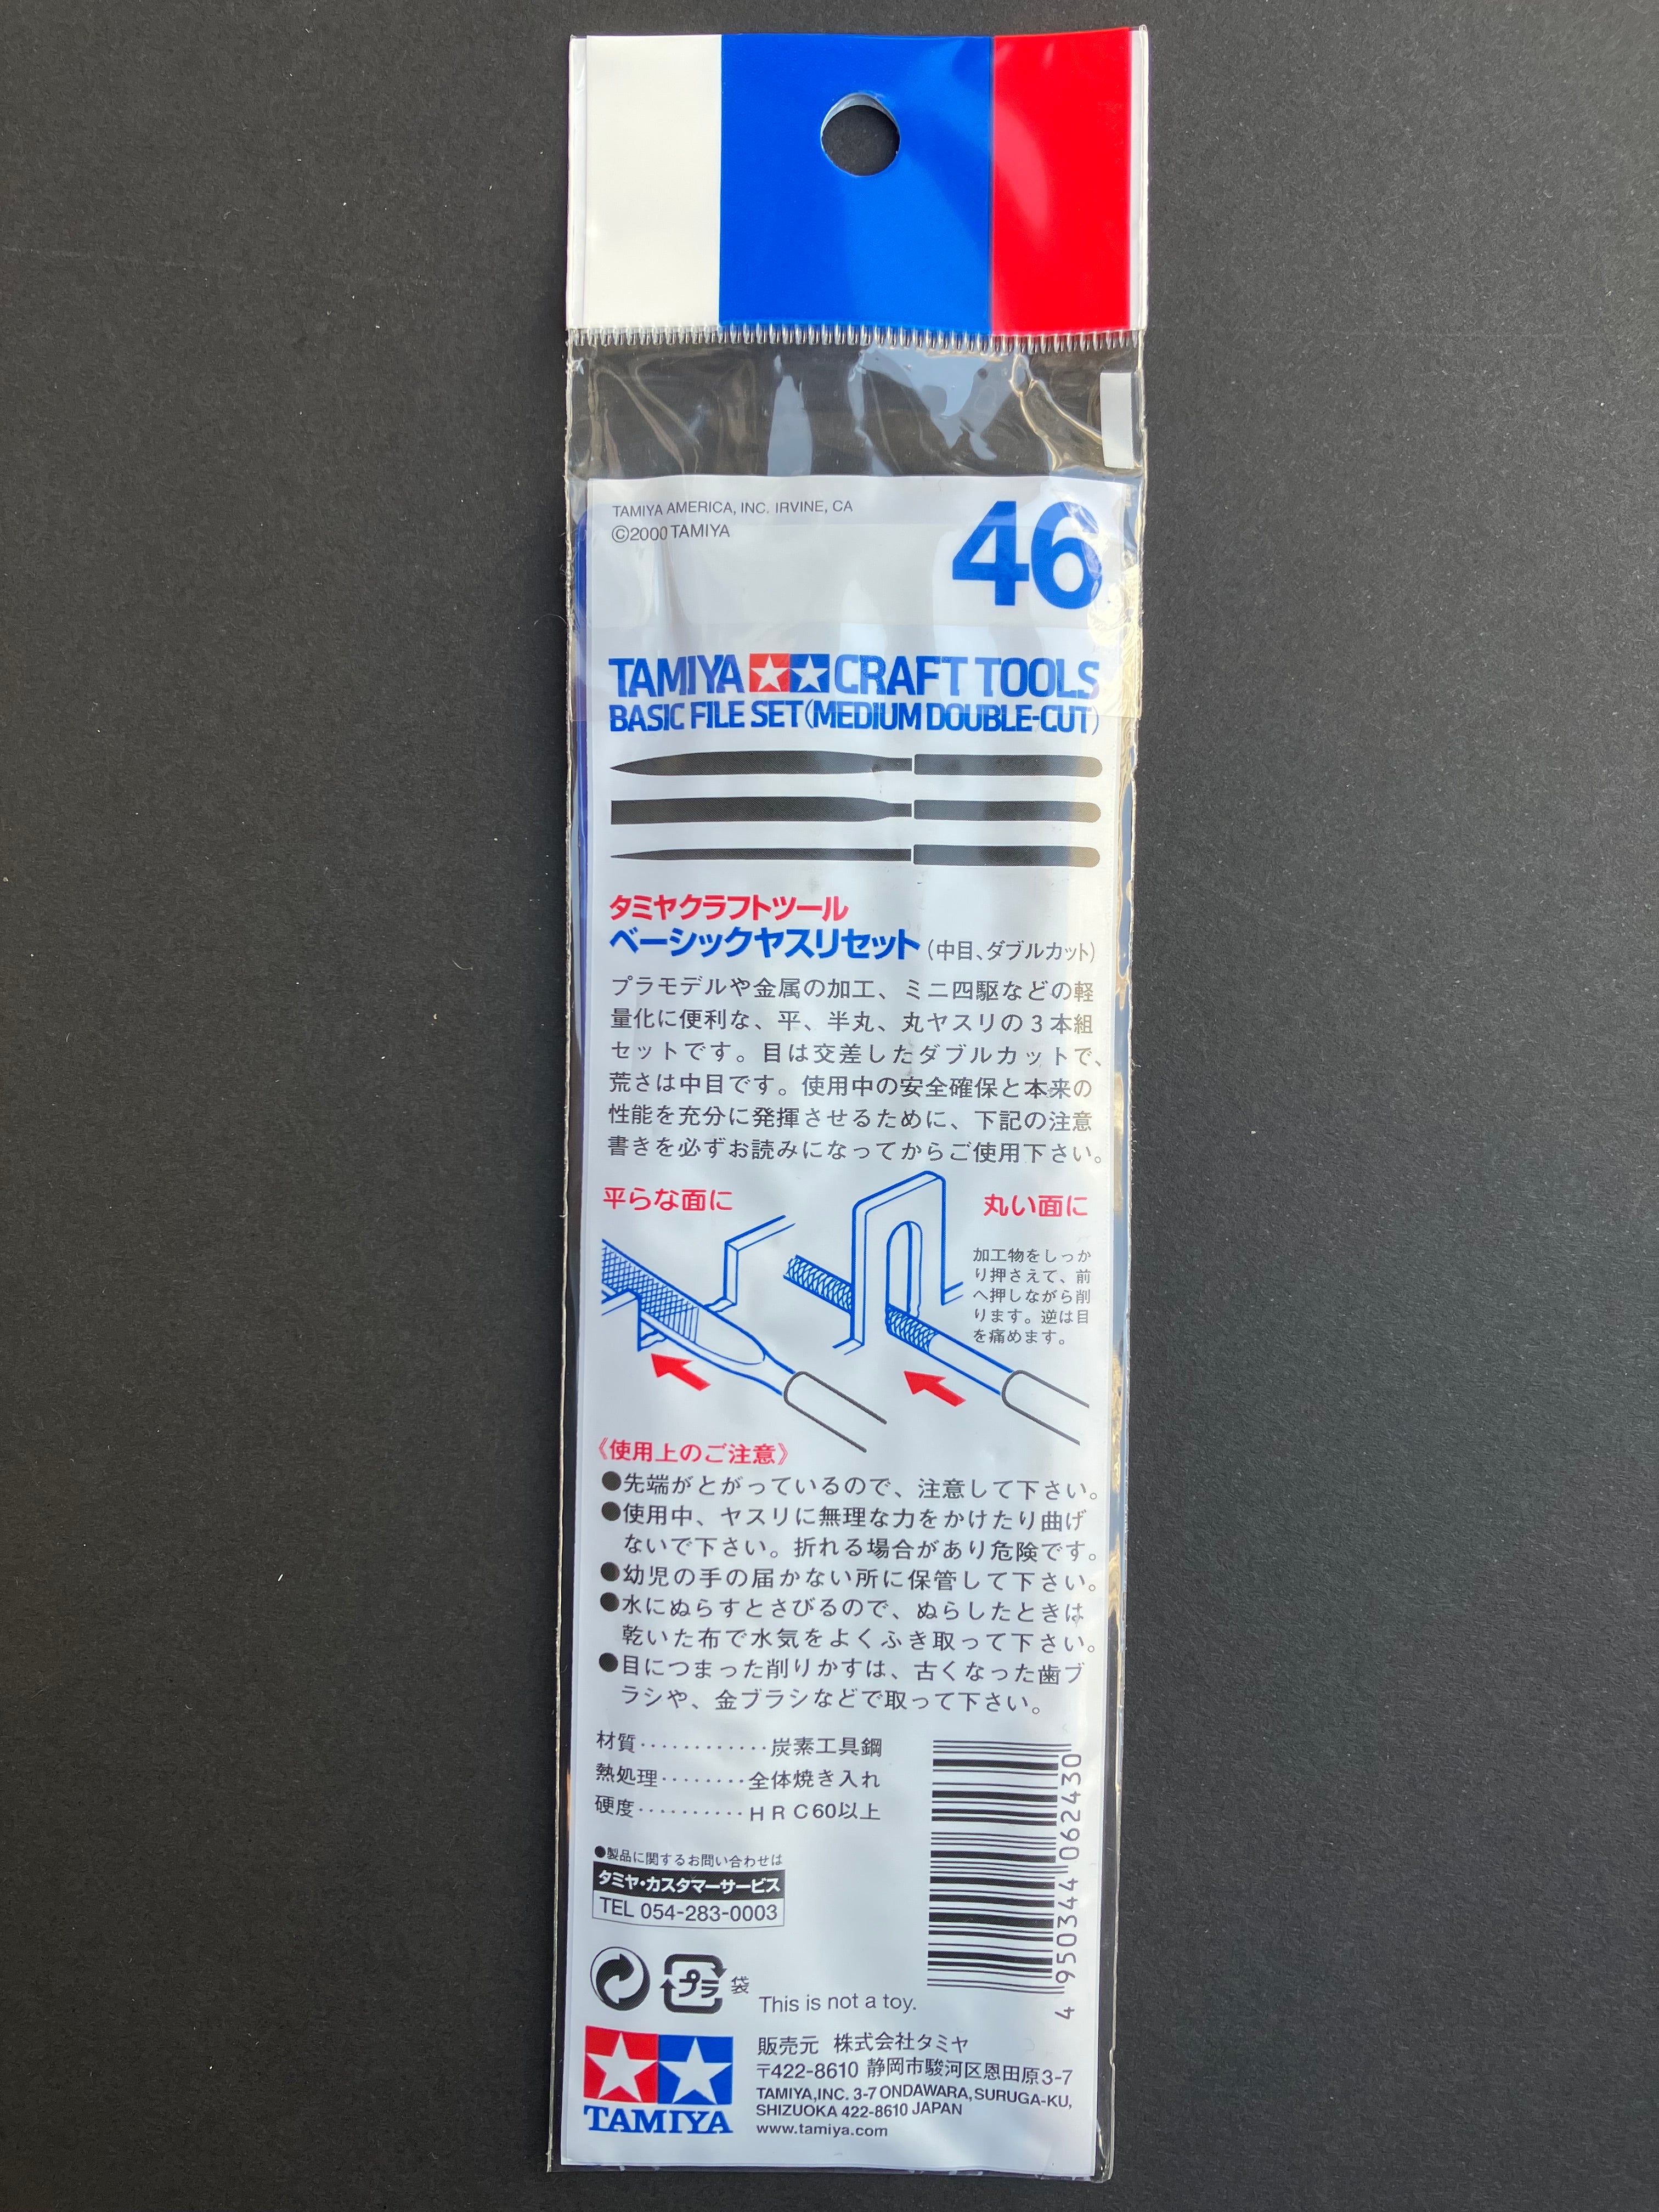 TAMIYA AMERICA, INC. IRVINE, CA
©2000 TAMIYA
46
TAMIYA CRAFT TOOLS
BASIC FILE SET (MEDIUM DOUBLE-CUT)
タミヤクラフトツール
ベーシックヤスリセット(中目、ダブルカット)
プラモデルや金属の加工、ミニ四駆などの軽
量化に便利な、平、半丸、丸ヤスリの3本組
セットです。目は交差したダブルカットで、
荒さは中目です。使用中の安全確保と本来の
性能を充分に発揮させるために、下記の注意
書きを必ずお読みになってからご使用下さい。
平らな面に
丸い面に
加工物をしっか
り押さえて、前
へ押しながら削
ります。逆は目
を痛めます。
《使用上のご注意》
●先端がとがっているので、注意して下さい。
●使用中、ヤスリに無理な力をかけたり曲げ
ないで下さい。折れる場合があり危険です。
●幼児の手の届かない所に保管して下さい。
●水にぬらすとさびるので、ぬらしたときは
乾いた布で水気をよくふき取って下さい。
●目につまった削りかすは、古くなった歯ブ
ラシや、金ブラシなどで取って下さい。
材質············炭素工具鋼
熱処理········全体焼き入れ
硬度··········HRC60以上
4 950344 062430
●製品に関するお問い合わせは
タミヤ・カスタマーサービス
TEL 054-283-0003
プラ 袋
This is not a toy.
TAMIYA
販売元 株式会社タミヤ
〒422-8610 静岡市駿河区恩田原3-7
TAMIYA,INC. 3-7 ONDAWARA, SURUGA-KU,
SHIZUOKA 422-8610 JAPAN
www.tamiya.com